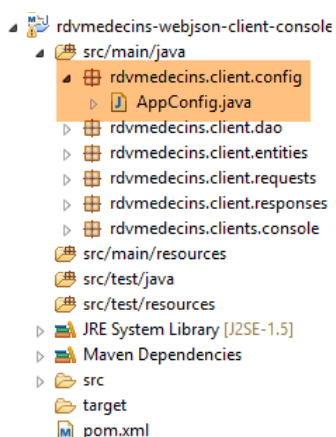 rdvmedecins-webjson-client-console
src/main/java
rdvmedecins.client.config
AppConfig.java
rdvmedecins.client.dao
rdvmedecins.client.entities
rdvmedecins.client.requests
rdvmedecins.client.responses
rdvmedecins.clients.console
src/main/resources
src/test/java
src/test/resources
JRE System Library [J2SE-1.5]
Maven Dependencies
src
target
pom.xml